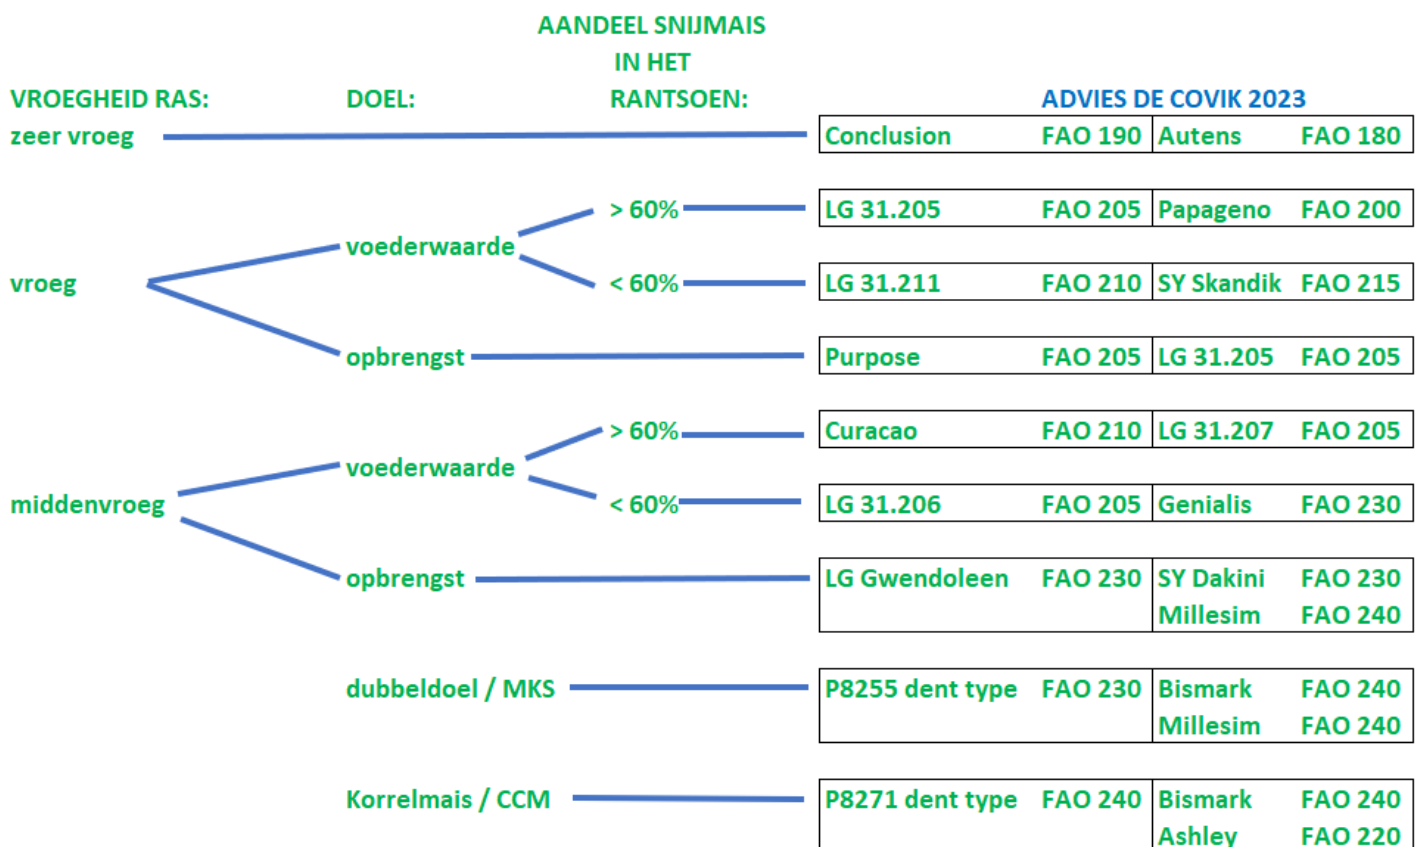 AANDEEL SNIJMAIS
IN HET
VROEGHEID RAS: DOEL: RANTSOEN: ADVIES DE COVIK 2023
zeer vroeg Conclusion FAO 190 Autens FAO 180
> 60% LG 31.205 FAO 205 Papageno FAO 200
voederwaarde
vroeg < 60% LG 31.211 FAO 210 SY Skandik FAO 215
opbrengst Purpose FAO 205 LG 31.205 FAO 205
> 60% Curacao FAO 210 LG 31.207 FAO 205
voederwaarde
middenvroeg < 60% LG 31.206 FAO 205 Genialis FAO 230
opbrengst LG Gwendoleen FAO 230 SY Dakini FAO 230
Millesim FAO 240
dubbeldoel / MKS P8255 dent type FAO 230 Bismark FAO 240
Millesim FAO 240
Korrelmais / CCM P8271 dent type FAO 240 Bismark FAO 240
Ashley FAO 220